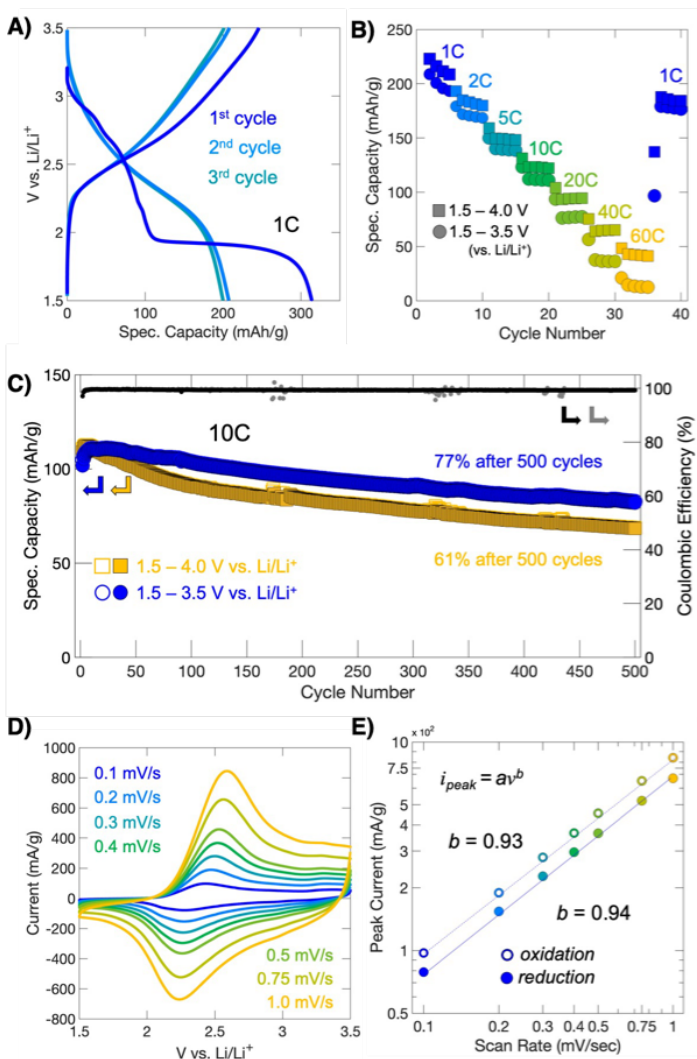 A)
3.5
3
2.5
2
1.5
V vs. Li/Li⁺
1st cycle
2nd cycle
3rd cycle
1C
0
100
200
300
Spec. Capacity (mAh/g)
B)
250
200
150
100
50
0
Spec. Capacity (mAh/g)
1C
2C
5C
10C
20C
40C
60C
1C
1.5 – 4.0 V
1.5 – 3.5 V
(vs. Li/Li⁺)
0
10
20
30
40
Cycle Number
C)
150
100
50
0
Spec. Capacity (mAh/g)
10C
77% after 500 cycles
61% after 500 cycles
1.5 – 4.0 V vs. Li/Li⁺
1.5 – 3.5 V vs. Li/Li⁺
100
80
60
40
20
0
Coulombic Efficiency (%)
0
50
100
150
200
250
300
350
400
450
500
Cycle Number
D)
1000
800
600
400
200
0
-200
-400
-600
-800
Current (mA/g)
0.1 mV/s
0.2 mV/s
0.3 mV/s
0.4 mV/s
0.5 mV/s
0.75 mV/s
1.0 mV/s
1.5
2
2.5
3
3.5
V vs. Li/Li⁺
E)
x 10²
10
7.5
5
3
2
1
0.5
Peak Current (mA/g)
i_peak = aν^b
b = 0.93
b = 0.94
oxidation
reduction
0.1
0.2
0.3
0.4
0.5
0.75
1
Scan Rate (mV/sec)